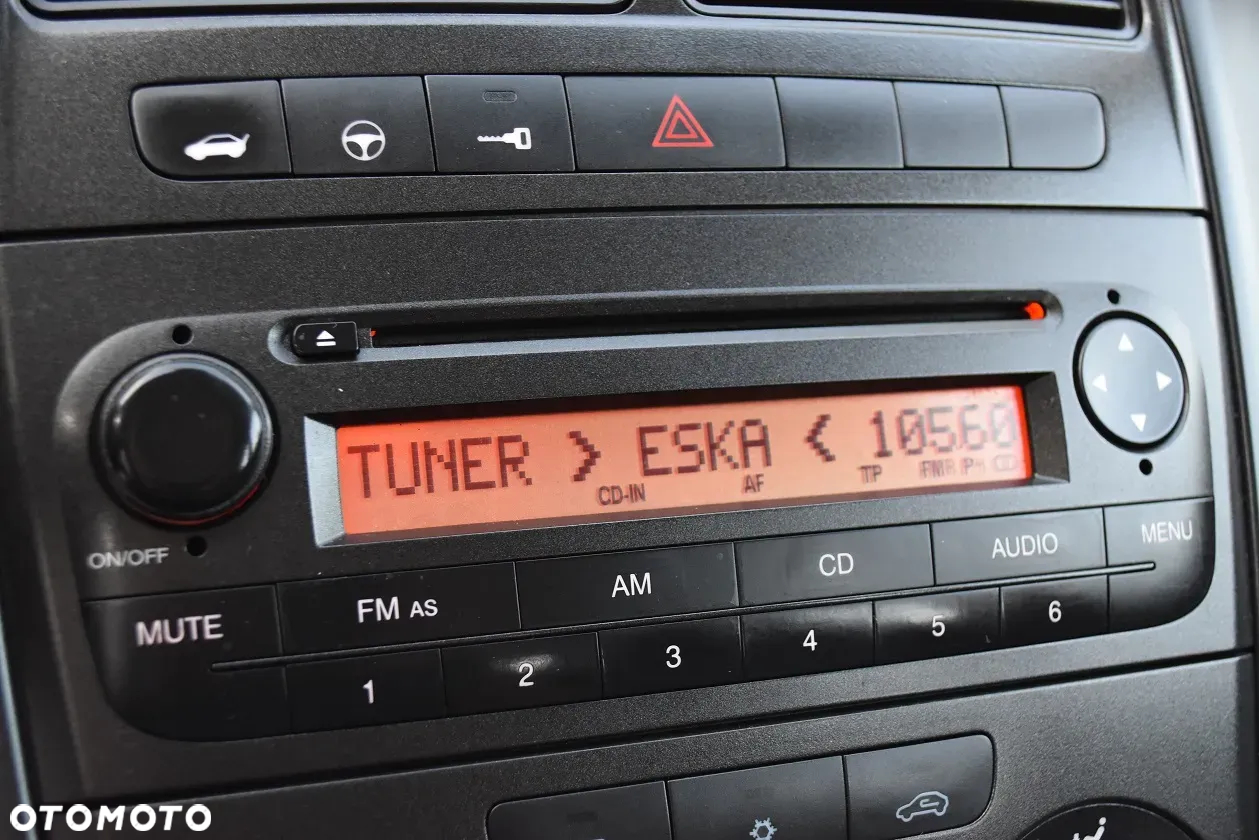 TUNER > ESKA < 105.60
CD-IN AF TP FM P
ON/OFF
MUTE FM AS AM CD AUDIO MENU
1 2 3 4 5 6
OTOMOTO